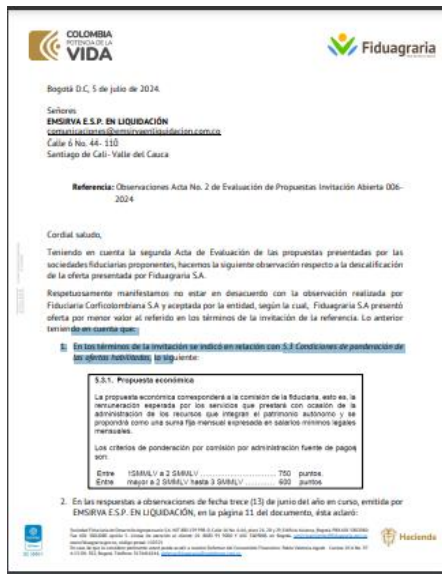 COLOMBIA
POTENCIA DE LA
VIDA
Fiduagraria
Bogotá D.C, 5 de julio de 2024.
Señores
EMSIRVA E.S.P. EN LIQUIDACIÓN
comunicaciones@emsirvaenliquidacion.com.co
Calle 6 No. 44- 110
Santiago de Cali- Valle del Cauca
Referencia: Observaciones Acta No. 2 de Evaluación de Propuestas Invitación Abierta 006-
2024
Cordial saludo,
Teniendo en cuenta la segunda Acta de Evaluación de las propuestas presentadas por las
sociedades fiduciarias proponentes, hacemos la siguiente observación respecto a la descalificación
de la oferta presentada por Fiduagraria S.A.
Respetuosamente manifestamos no estar en desacuerdo con la observación realizada por
Fiduciaria Corficolombiana S.A y aceptada por la entidad, según la cual, Fiduagraria S.A presentó
oferta por menor valor al referido en los términos de la invitación de la referencia. Lo anterior
teniendo en cuenta que:
1. En los términos de la invitación se indicó en relación con 5.3 Condiciones de ponderación de
las ofertas habilitadas, lo siguiente:
5.3.1. Propuesta económica
La propuesta económica corresponderá a la comisión de la fiduciaria, esto es, la
remuneración esperada por los servicios que prestará con ocasión de la
administración de los recursos que integran el patrimonio autónomo y se
propondrá como una suma fija mensual expresada en salarios mínimos legales
mensuales.
Los criterios de ponderación por comisión por administración fuente de pagos
son:
Entre 1SMMLV a 2 SMMLV ........................ 750 puntos.
Entre mayor a 2 SMMLV hasta 3 SMMLV ............. 600 puntos
2. En las respuestas a observaciones de fecha trece (13) de junio del año en curso, emitida por
EMSIRVA E.S.P. EN LIQUIDACIÓN, en la página 11 del documento, ésta aclaró:
Hacienda